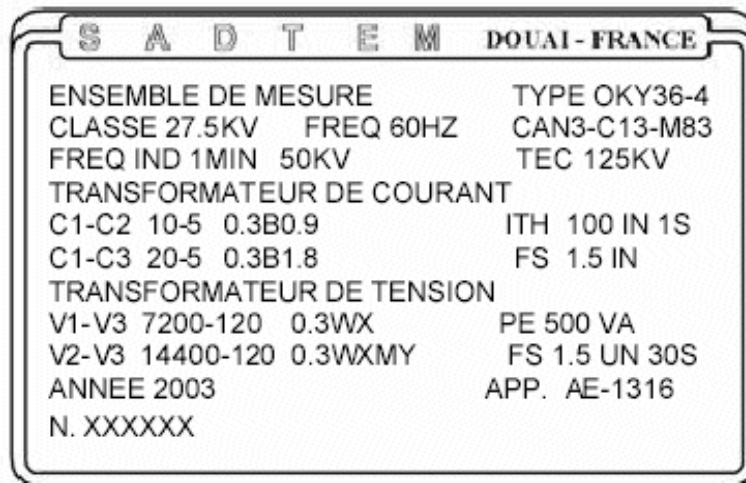 SADTEM DOUAI - FRANCE
ENSEMBLE DE MESURE TYPE OKY36-4
CLASSE 27.5KV FREQ 60HZ CAN3-C13-M83
FREQ IND 1MIN 50KV TEC 125KV
TRANSFORMATEUR DE COURANT
C1-C2 10-5 0.3B0.9 ITH 100 IN 1S
C1-C3 20-5 0.3B1.8 FS 1.5 IN
TRANSFORMATEUR DE TENSION
V1-V3 7200-120 0.3WX PE 500 VA
V2-V3 14400-120 0.3WXMY FS 1.5 UN 30S
ANNEE 2003 APP. AE-1316
N. XXXXXX